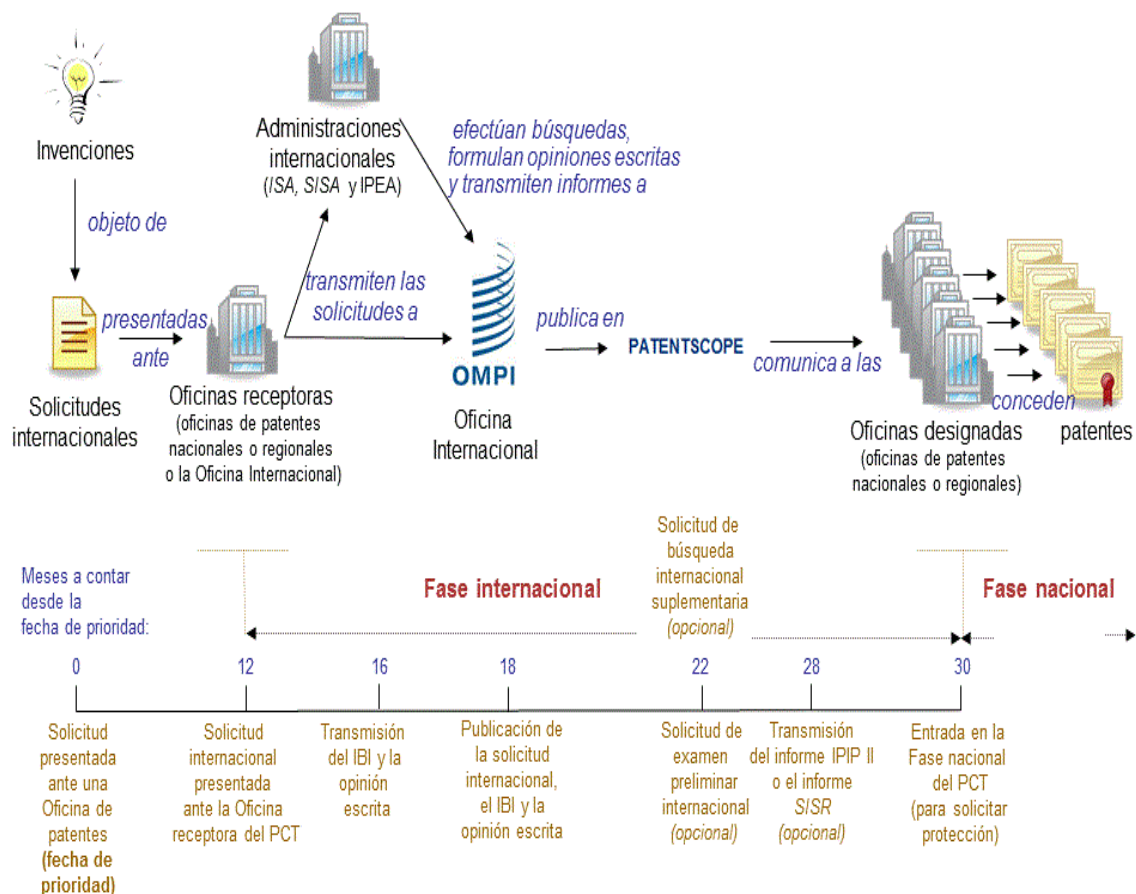 Invenciones
objeto de
Solicitudes
internacionales
presentadas
ante
Oficinas receptoras
(oficinas de patentes
nacionales o regionales
o la Oficina Internacional)
Administraciones
internacionales
(ISA, SISA y IPEA)
transmiten las
solicitudes a
efectúan búsquedas,
formulan opiniones escritas
y transmiten informes a
OMPI
Oficina
Internacional
publica en
PATENTSCOPE
comunica a las
Oficinas designadas
(oficinas de patentes
nacionales o regionales)
conceden
patentes
Meses a contar
desde la
fecha de prioridad:
Fase internacional
Solicitud de
búsqueda
internacional
suplementaria
(opcional)
Fase nacional
0
12
16
18
22
28
30
Solicitud
presentada
ante una
Oficina de
patentes
(fecha de
prioridad)
Solicitud
internacional
presentada
ante la Oficina
receptora del PCT
Transmisión
del IBI y la
opinión
escrita
Publicación de
la solicitud
internacional,
el IBI y la
opinión escrita
Solicitud de
examen
preliminar
internacional
(opcional)
Transmisión
del informe IPIP II
o el informe
SISR
(opcional)
Entrada en la
Fase nacional
del PCT
(para solicitar
protección)